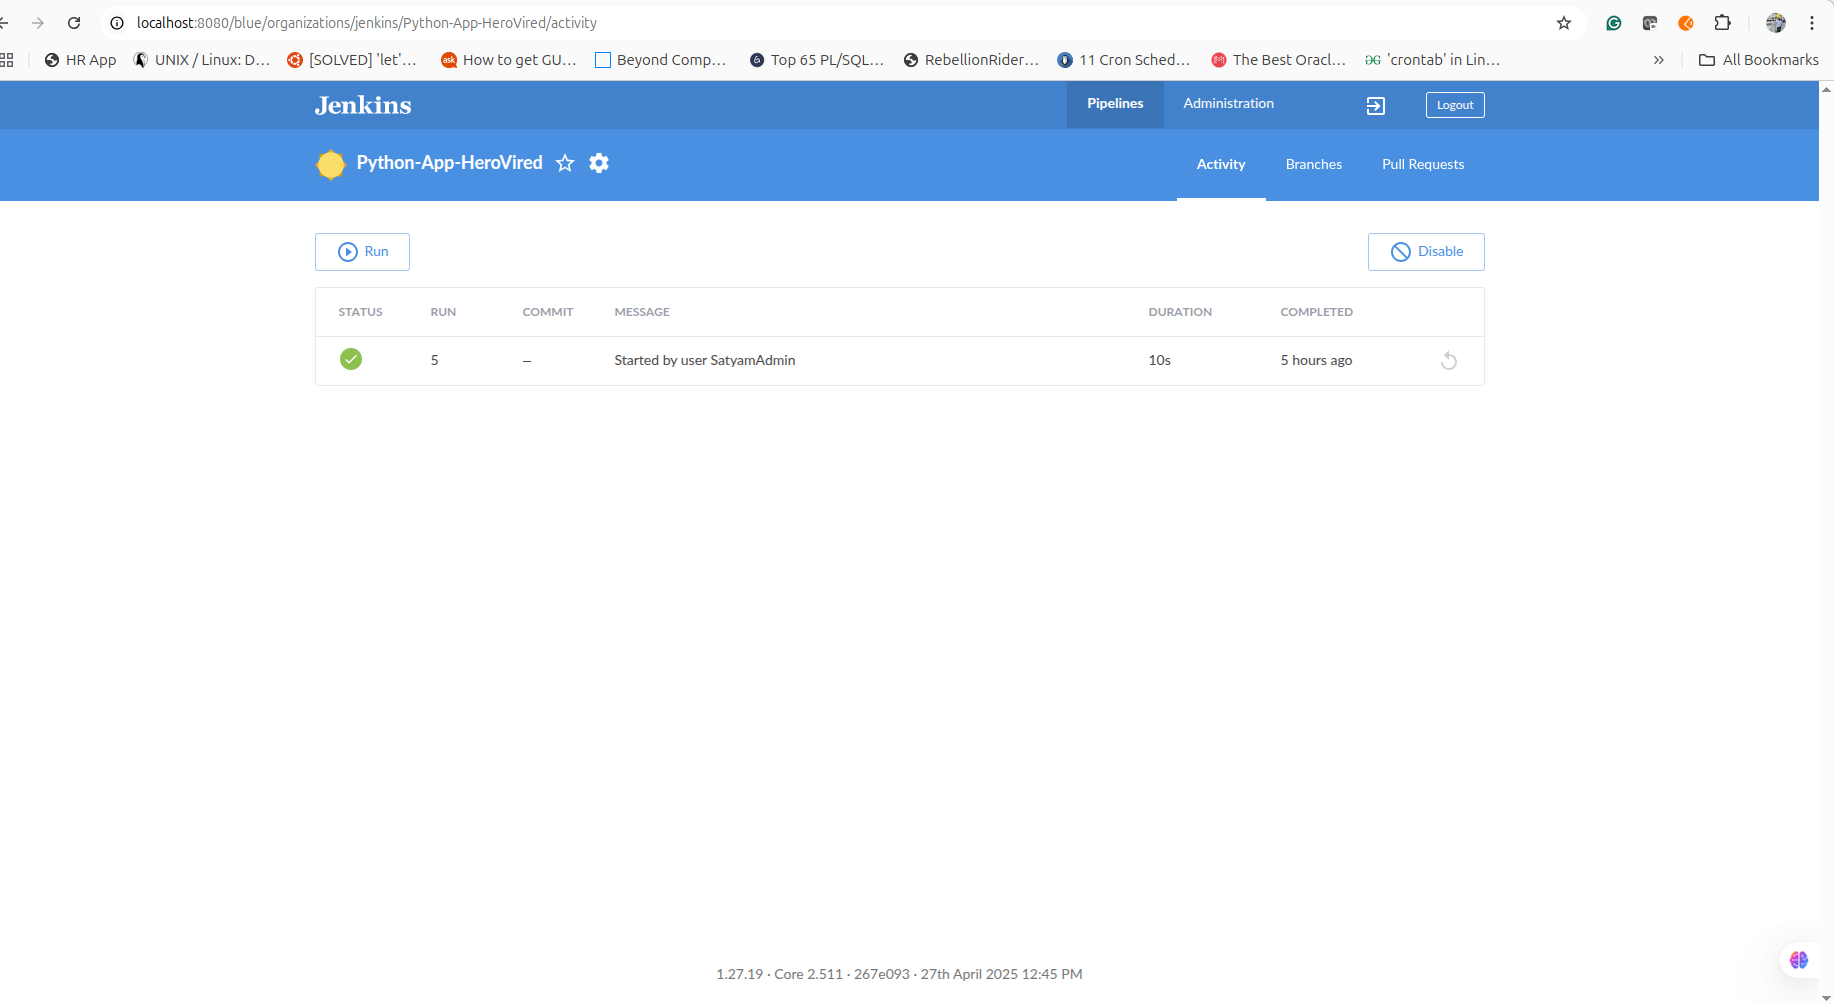 localhost:8080/blue/organizations/jenkins/Python-App-HeroVired/activity
HR App UNIX / Linux: D... [SOLVED] 'let'... ask How to get GU... Beyond Comp... Top 65 PL/SQL... RebellionRider... 11 Cron Sched... The Best Oracl... 'crontab' in Lin... » All Bookmarks
Jenkins Pipelines Administration Logout
Python-App-HeroVired Activity Branches Pull Requests
Run Disable
STATUS RUN COMMIT MESSAGE DURATION COMPLETED
5 – Started by user SatyamAdmin 10s 5 hours ago
1.27.19 · Core 2.511 · 267e093 · 27th April 2025 12:45 PM